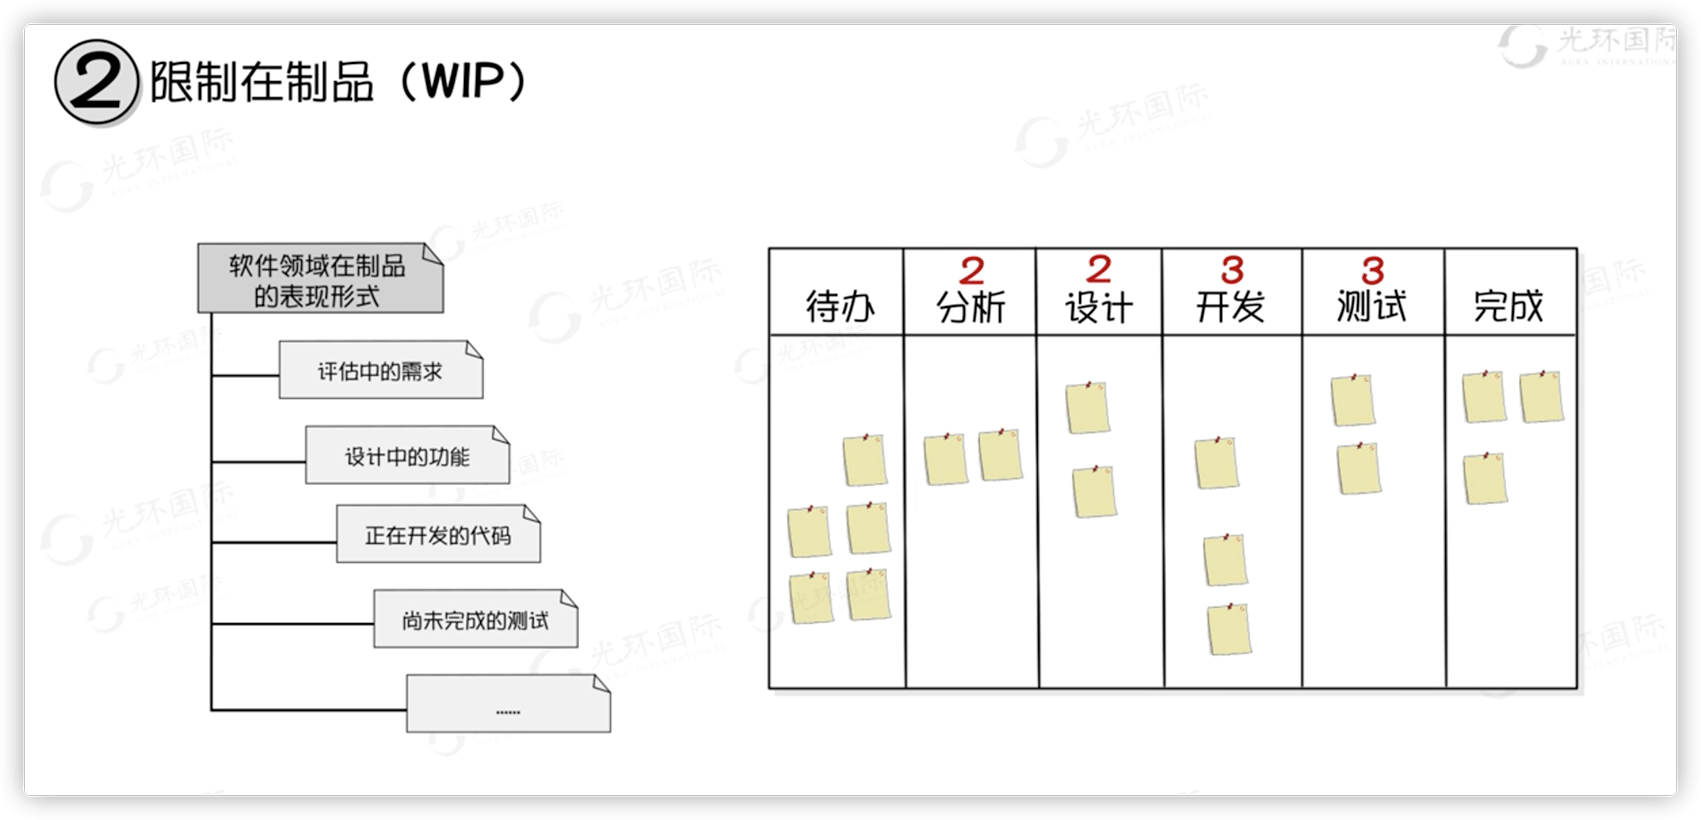 2 限制在制品（WIP）
光环国际
AURA INTERNATIONAL
软件领域在制品
的表现形式
评估中的需求
设计中的功能
正在开发的代码
尚未完成的测试
......
2 2 3 3
待办 分析 设计 开发 测试 完成